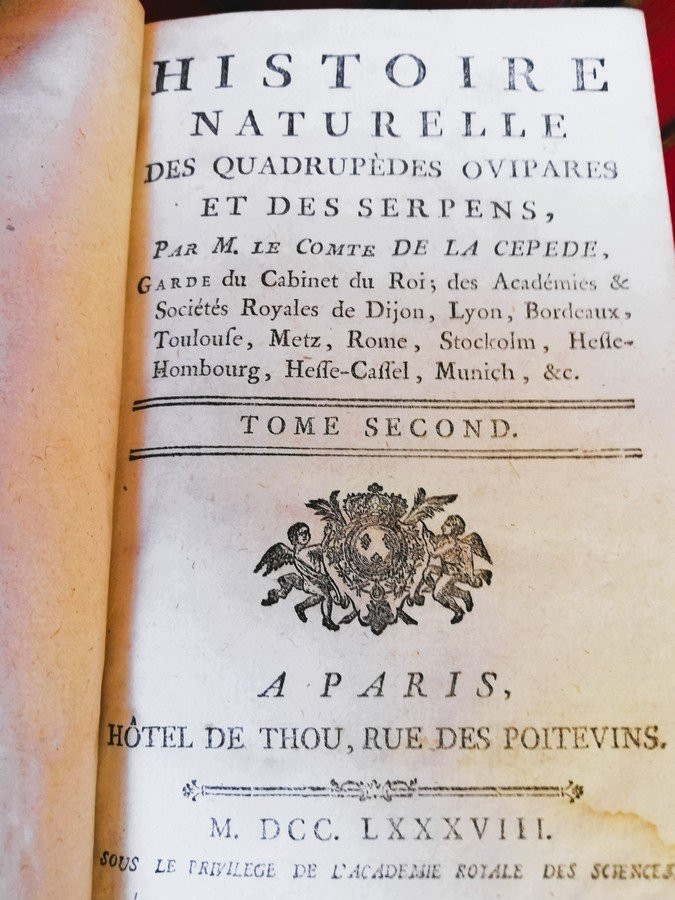 HISTOIRE
NATURELLE
DES QUADRUPÈDES OVIPARES
ET DES SERPENS,
PAR M. LE COMTE DE LA CEPEDE,
GARDE du Cabinet du Roi; des Académies &
Sociétés Royales de Dijon, Lyon, Bordeaux,
Toulouſe, Metz, Rome, Stockolm, Heſſe-
Hombourg, Heſſe-Caſſel, Munich, &c.
TOME SECOND.
A PARIS,
HÔTEL DE THOU, RUE DES POITEVINS.
M. DCC. LXXXVIII.
SOUS LE PRIVILEGE DE L'ACADEMIE ROYALE DES SCIENCES,